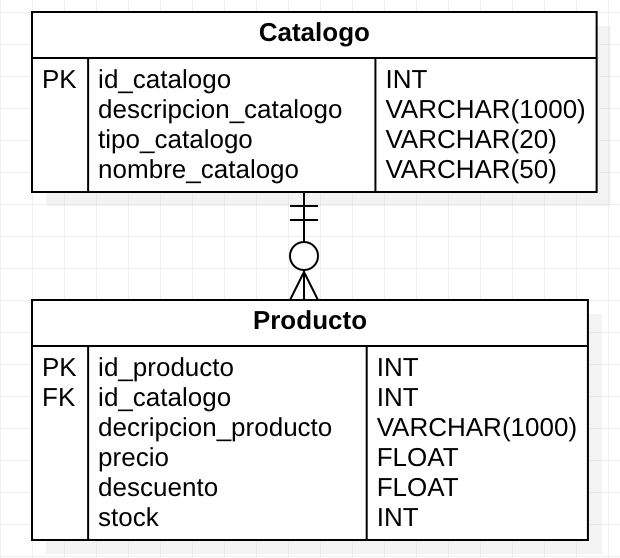 Catalogo
PK id_catalogo INT
descripcion_catalogo VARCHAR(1000)
tipo_catalogo VARCHAR(20)
nombre_catalogo VARCHAR(50)
Producto
PK id_producto INT
FK id_catalogo INT
decripcion_producto VARCHAR(1000)
precio FLOAT
descuento FLOAT
stock INT